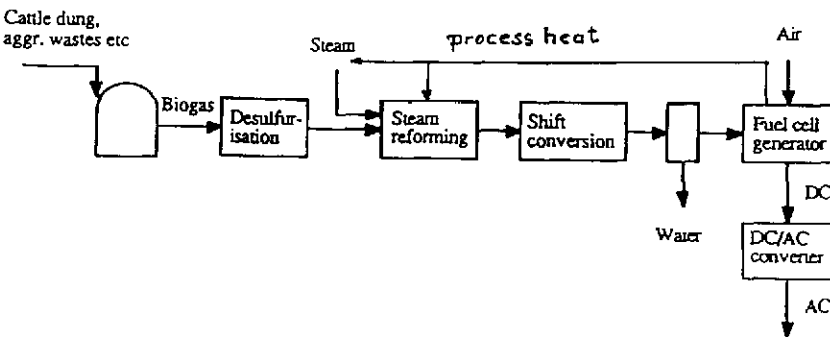 Cattle dung,
aggr. wastes etc
Steam
process heat
Air
Biogas
Desulfur-
isation
Steam
reforming
Shift
conversion
Fuel cell
generator
Water
DC
DC/AC
converter
AC